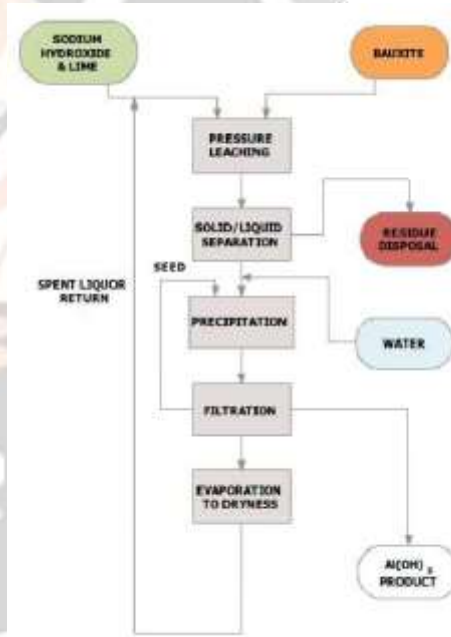 SODIUM
HYDROXIDE
& LIME
BAUXITE
PRESSURE
LEACHING
SOLID/LIQUID
SEPARATION
RESIDUE
DISPOSAL
SEED
SPENT LIQUOR
RETURN
PRECIPITATION
WATER
FILTRATION
EVAPORATION
TO DRYNESS
Al(OH) 3
PRODUCT